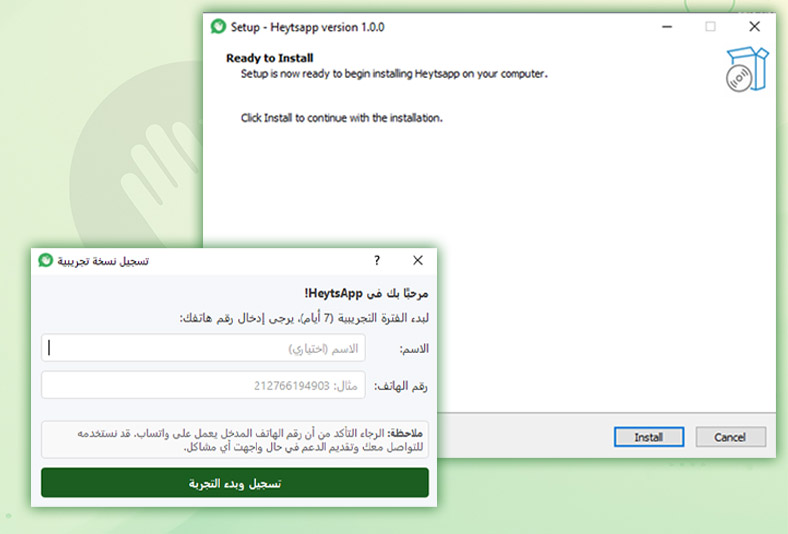 Setup - Heytsapp version 1.0.0
Ready to Install
Setup is now ready to begin installing Heytsapp on your computer.
Click Install to continue with the installation.
Install
Cancel
تسجيل نسخة تجريبية
?
مرحبًا بك في HeytsApp!
لبدء الفترة التجريبية (7 أيام)، يرجى إدخال رقم هاتفك:
الاسم:
الاسم (اختياري)
رقم الهاتف:
مثال: 212766194903
ملاحظة: الرجاء التأكد من أن رقم الهاتف المدخل يعمل على واتساب. قد نستخدمه
للتواصل معك وتقديم الدعم في حال واجهت أي مشاكل.
تسجيل وبدء التجربة